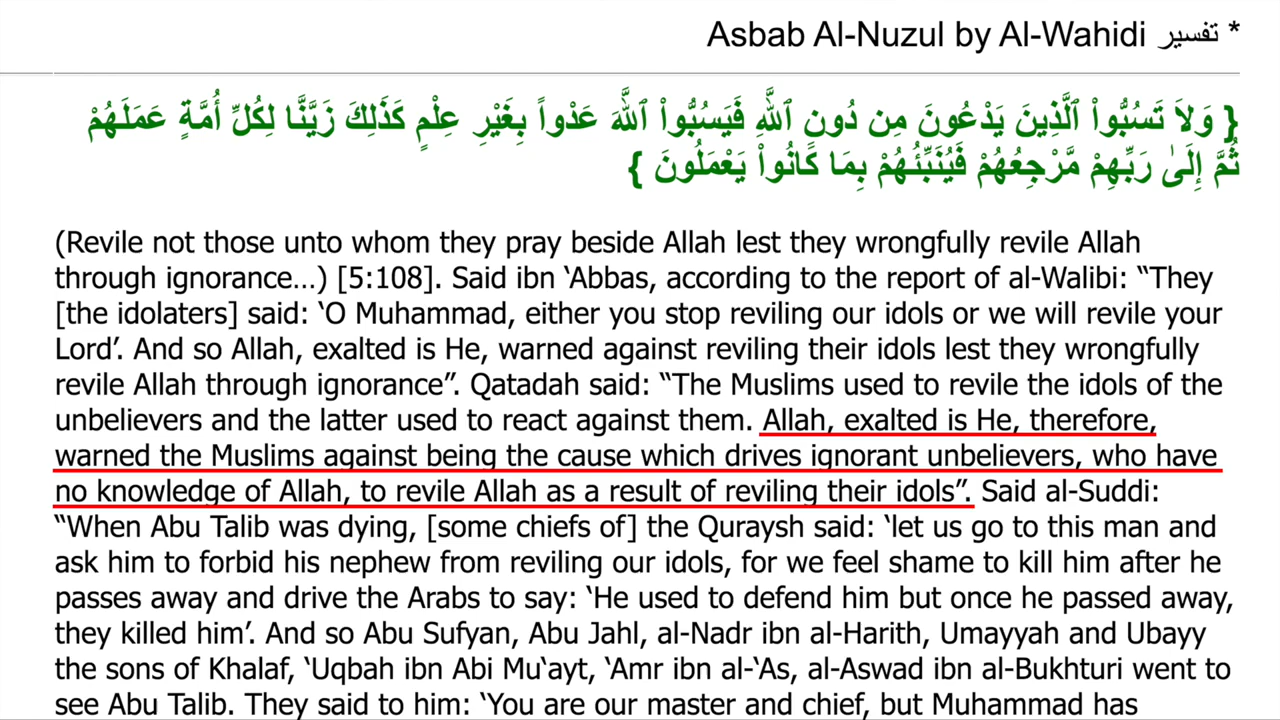 Asbab Al-Nuzul by Al-Wahidi تفسير *
{ وَلاَ تَسُبُّواْ ٱلَّذِينَ يَدْعُونَ مِن دُونِ ٱللَّهِ فَيَسُبُّواْ ٱللَّهَ عَدْواً بِغَيْرِ عِلْمٍ كَذَلِكَ زَيَّنَّا لِكُلِّ أُمَّةٍ عَمَلَهُمْ
ثُمَّ إِلَىٰ رَبِّهِمْ مَّرْجِعُهُمْ فَيُنَبِّئُهُمْ بِمَا كَانُواْ يَعْمَلُونَ }
(Revile not those unto whom they pray beside Allah lest they wrongfully revile Allah
through ignorance…) [5:108]. Said ibn ‘Abbas, according to the report of al-Walibi: “They
[the idolaters] said: ‘O Muhammad, either you stop reviling our idols or we will revile your
Lord’. And so Allah, exalted is He, warned against reviling their idols lest they wrongfully
revile Allah through ignorance”. Qatadah said: “The Muslims used to revile the idols of the
unbelievers and the latter used to react against them. Allah, exalted is He, therefore,
warned the Muslims against being the cause which drives ignorant unbelievers, who have
no knowledge of Allah, to revile Allah as a result of reviling their idols”. Said al-Suddi:
“When Abu Talib was dying, [some chiefs of] the Quraysh said: ‘let us go to this man and
ask him to forbid his nephew from reviling our idols, for we feel shame to kill him after he
passes away and drive the Arabs to say: ‘He used to defend him but once he passed away,
they killed him’. And so Abu Sufyan, Abu Jahl, al-Nadr ibn al-Harith, Umayyah and Ubayy
the sons of Khalaf, ‘Uqbah ibn Abi Mu‘ayt, ‘Amr ibn al-‘As, al-Aswad ibn al-Bukhturi went to
see Abu Talib. They said to him: ‘You are our master and chief, but Muhammad has